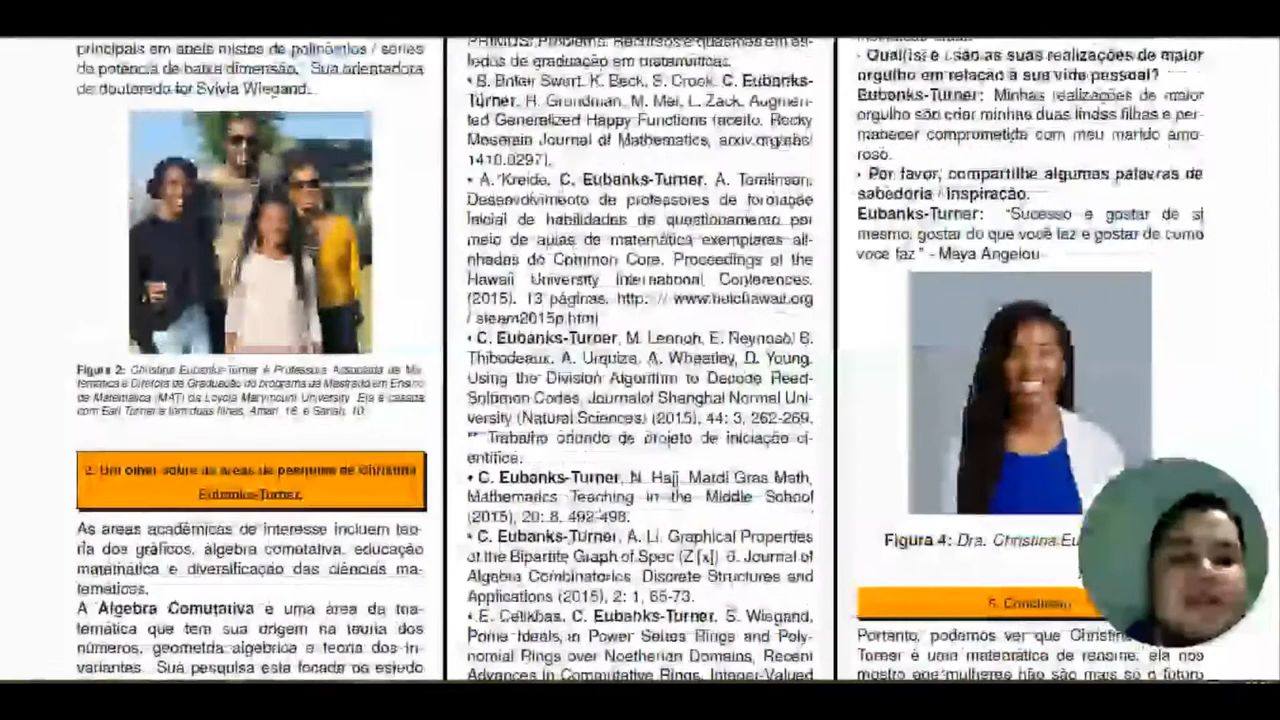 principais em aneis mistos de polinômios / séries
de potência de baixa dimensão. Sua orientadora
de doutorado for Sylvia Wiegand.
Figura 2: Christina Eubanks-Turner é Professora Associada de Ma-
temática e Diretora de Graduação do programa de Mestrado em Ensino
de Matemática (MAT) da Loyola Marymount University. Ela é casada
com Earl Turner e tem duas filhas, Amari, 16, e Sariah, 10.
2. Um olhar sobre as áreas de pesquisa de Christina
Eubanks-Turner.
As areas acadêmicas de interesse incluem teo-
ria dos gráficos, álgebra comutativa, educação
matemática e diversificação das ciências ma-
temáticas.
A Álgebra Comutativa é uma área da ma-
temática que tem sua origem na teoria dos
números, geometria algébrica e teoria dos in-
variantes. Sua pesquisa esta focada no estudo
PRIMUS: Problems, Recursos e questões em es-
tudos de graduação em matemáticas.
• B. Baker Swart, K. Beck, S. Crook, C. Eubanks-
Turner, H. Grundman, M. Mei, L. Zack, Augmen-
ted Generalized Happy Functions (aceito, Rocky
Mountain Journal of Mathematics, arxiv.org/abs/
1410.0297).
• A. Kreide, C. Eubanks-Turner, A. Tomlinson,
Desenvolvimento de professores de formação
inicial de habilidades de questionamento por
meio de aulas de matemática exemplares ali-
nhadas do Common Core. Proceedings of the
Hawaii University International Conferences.
(2015). 13 páginas, http: // www.huichawaii.org
/ steam2015p.html
• C. Eubanks-Turner, M. Lennon, E. Reynoso, B.
Thibodeaux, A. Urquiza, A. Wheatley, D. Young,
Using the Division Algorithm to Decode Reed-
Solomon Codes, Journal of Shanghai Normal Uni-
versity (Natural Sciences) (2015), 44: 3, 262-269.
** Trabalho oriundo de projeto de iniciação ci-
entífica.
• C. Eubanks-Turner, N. Hajj, Mardi Gras Math,
Mathematics Teaching in the Middle School
(2015), 20: 8, 492-498.
• C. Eubanks-Turner, A. Li, Graphical Properties
of the Bipartite Graph of Spec (Z [x]) Journal of
Algebra Combinatorics, Discrete Structures and
Applications (2015), 2: 1, 65-73.
• E. Celikbas, C. Eubanks-Turner, S. Wiegand,
Prime Ideals in Power Series Rings and Poly-
nomial Rings over Noetherian Domains, Recent
Advances in Commutative Rings, Integer-Valued
• Qual(is) é / são as suas realizações de maior
orgulho em relação à sua vida pessoal?
Eubanks-Turner: Minhas realizações de maior
orgulho são criar minhas duas lindas filhas e per-
manecer comprometida com meu marido amo-
roso.
• Por favor, compartilhe algumas palavras de
sabedoria / inspiração.
Eubanks-Turner: "Sucesso é gostar de si
mesmo, gostar do que você faz e gostar de como
voce faz" - Maya Angelou
Figura 4: Dra. Christina Eu
5. Conclusão
Portanto, podemos ver que Christina
Turner é uma matemática de renome, ela nos
mostra que mulheres não são mais só o futuro